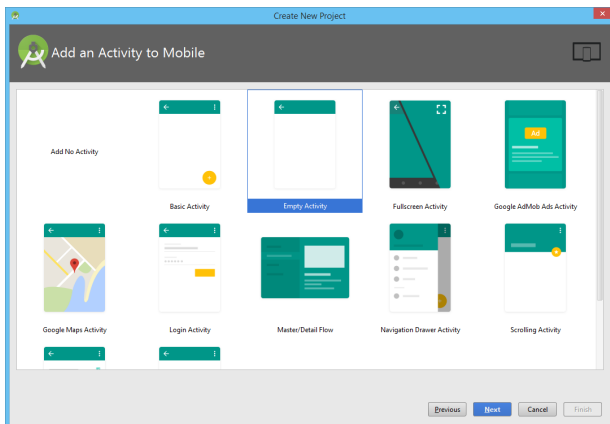 Create New Project
Add an Activity to Mobile
Add No Activity
Basic Activity
Empty Activity
Fullscreen Activity
Ad
Google AdMob Ads Activity
Google Maps Activity
Login Activity
Master/Detail Flow
Navigation Drawer Activity
Scrolling Activity
Previous
Next
Cancel
Finish